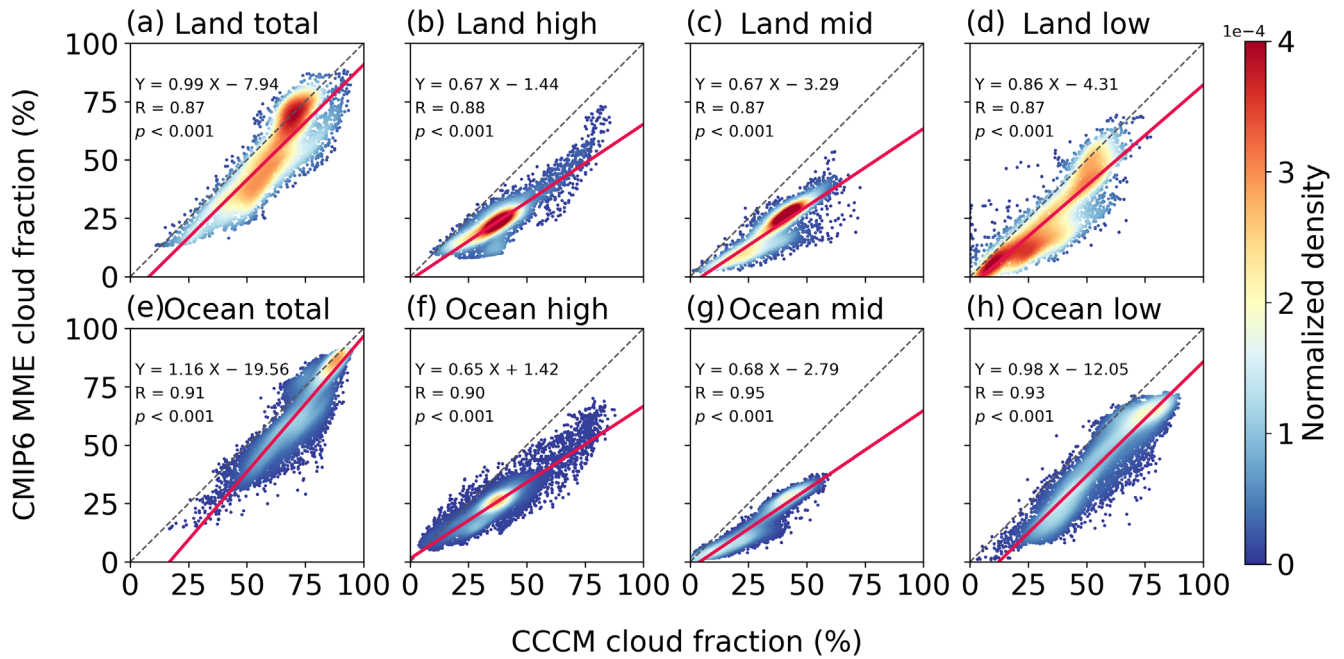 (a) Land total
(b) Land high
(c) Land mid
(d) Land low
1e−4
100
75
50
25
0
Y = 0.99 X − 7.94
R = 0.87
p < 0.001
Y = 0.67 X − 1.44
R = 0.88
p < 0.001
Y = 0.67 X − 3.29
R = 0.87
p < 0.001
Y = 0.86 X − 4.31
R = 0.87
p < 0.001
(e) Ocean total
(f) Ocean high
(g) Ocean mid
(h) Ocean low
100
75
50
25
0
Y = 1.16 X − 19.56
R = 0.91
p < 0.001
Y = 0.65 X + 1.42
R = 0.90
p < 0.001
Y = 0.68 X − 2.79
R = 0.95
p < 0.001
Y = 0.98 X − 12.05
R = 0.93
p < 0.001
0 25 50 75 100
0 25 50 75 100
0 25 50 75 100
0 25 50 75 100
CMIP6 MME cloud fraction (%)
CCCM cloud fraction (%)
4
3
2
1
0
Normalized density